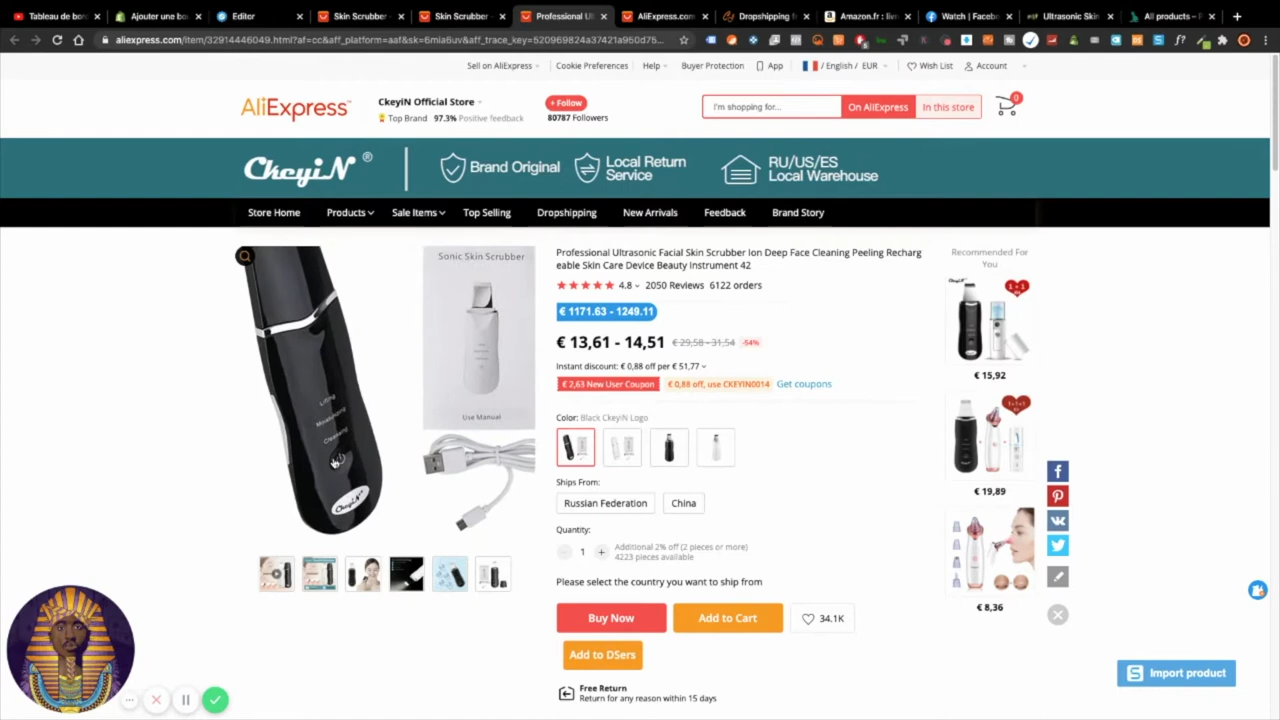 Tableau de bor
Ajoutez une bo
Editor
Skin Scrubber -
Skin Scrubber -
Professional Ul
AliExpress.com
Dropshipping fr
Amazon.fr : liv
Watch | Facebo
Ultrasonic Skin
All products – P
aliexpress.com/item/32914446049.html?af=cc&aff_platform=aaf&sk=6mia6uv&aff_trace_key=520969824a37421a950d75...
Sell on AliExpress
Cookie Preferences
Help
Buyer Protection
App
/ English / EUR
Wish List
Account
AliExpress™
CkeyiN Official Store
Top Brand 97.3% Positive feedback
+ Follow
80787 Followers
I'm shopping for...
On AliExpress
In this store
0
CkeyiN ®
Brand Original
Local Return
Service
RU/US/ES
Local Warehouse
Store Home
Products
Sale Items
Top Selling
Dropshipping
New Arrivals
Feedback
Brand Story
Sonic Skin Scrubber
Use Manual
Lifting
CkeyiN
Professional Ultrasonic Facial Skin Scrubber Ion Deep Face Cleaning Peeling Recharg
eable Skin Care Device Beauty Instrument 42
4.8 2050 Reviews 6122 orders
€ 1171.63 - 1249.11
€ 13,61 - 14,51 € 29,58 - 31,54 -54%
Instant discount: € 0,88 off per € 51,77
€ 2,63 New User Coupon € 0,88 off, use CKEYIN0014 Get coupons
Color: Black CkeyiN Logo
Ships From:
Russian Federation
China
Quantity:
1
Additional 2% off (2 pieces or more)
4223 pieces available
Please select the country you want to ship from
Buy Now
Add to Cart
34.1K
Add to DSers
Free Return
Return for any reason within 15 days
Recommended For
You
€ 15,92
€ 19,89
€ 8,36
Import product